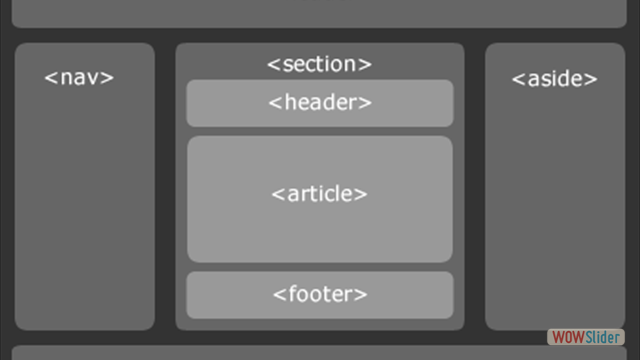 <nav>
<section>
<aside>
<header>
<article>
<footer>
WOWSlider